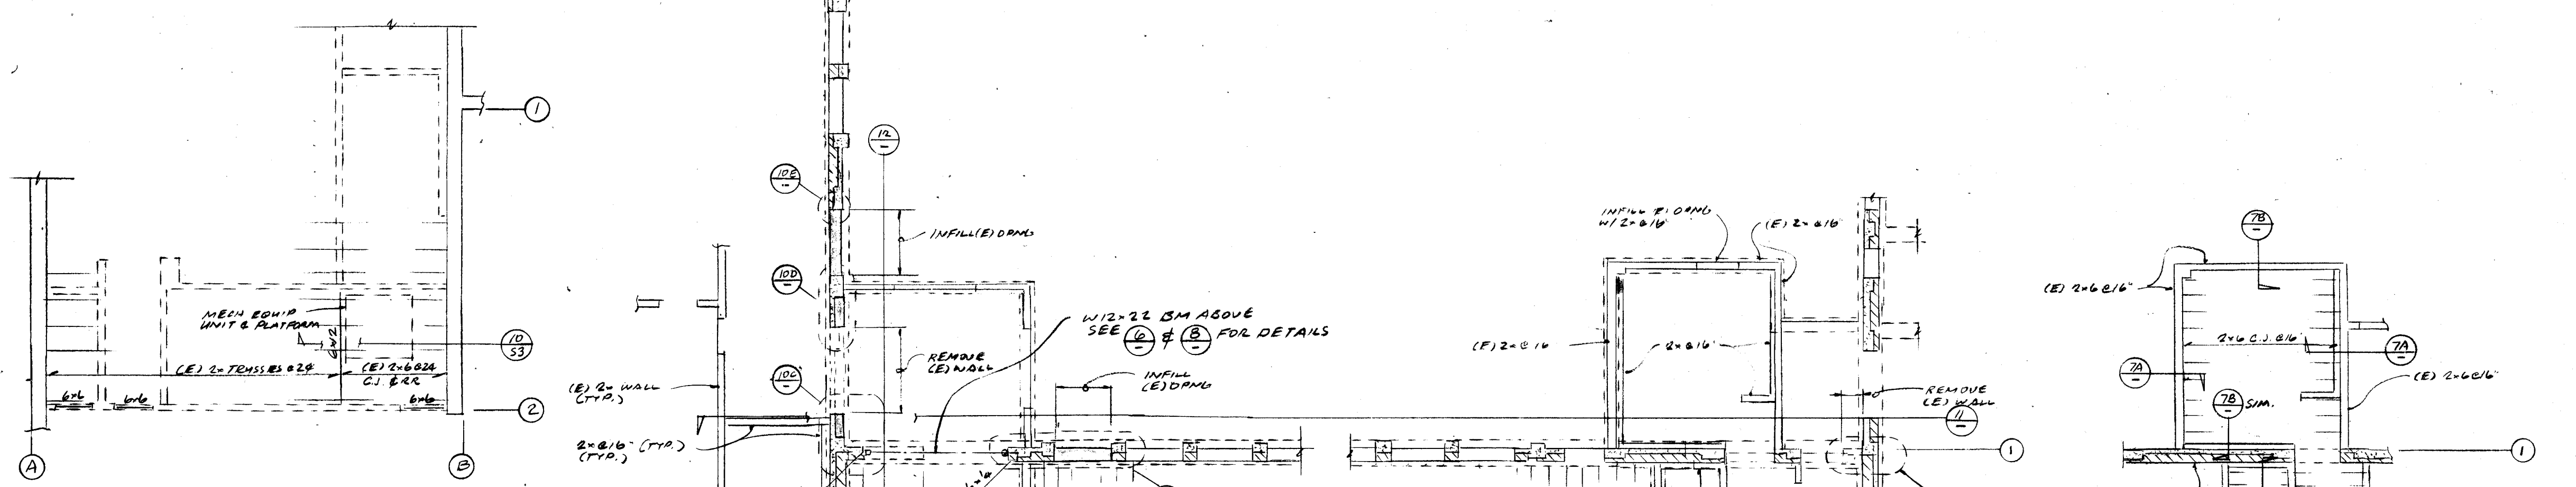 1
MECH EQUIP
UNIT & PLATFORM
6x12
10
S3
(E) 2x TRUSSES @24
(E) 2x6@24
C.J. & RR
6x6
6x6
6x6
2
A
B
12
-
10E
-
INFILL (E) OPNG
10D
-
W12x22 BM ABOVE
SEE 6 & 8 FOR DETAILS
-
-
REMOVE
(E) WALL
10C
-
INFILL
(E) OPNG
(E) 2x WALL
(TYP.)
2x@16" (TYP.)
(TYP.)
INFILL (E) OPNG
W/ 2x@16"
(E) 2x @16"
(E) 2x@16
2x@16"
REMOVE
(E) WALL
11
-
1
7B
-
(E) 2x6@16"
2x6 C.J. @16"
7A
-
7A
-
(E) 2x6@16"
7B SIM.
-
1